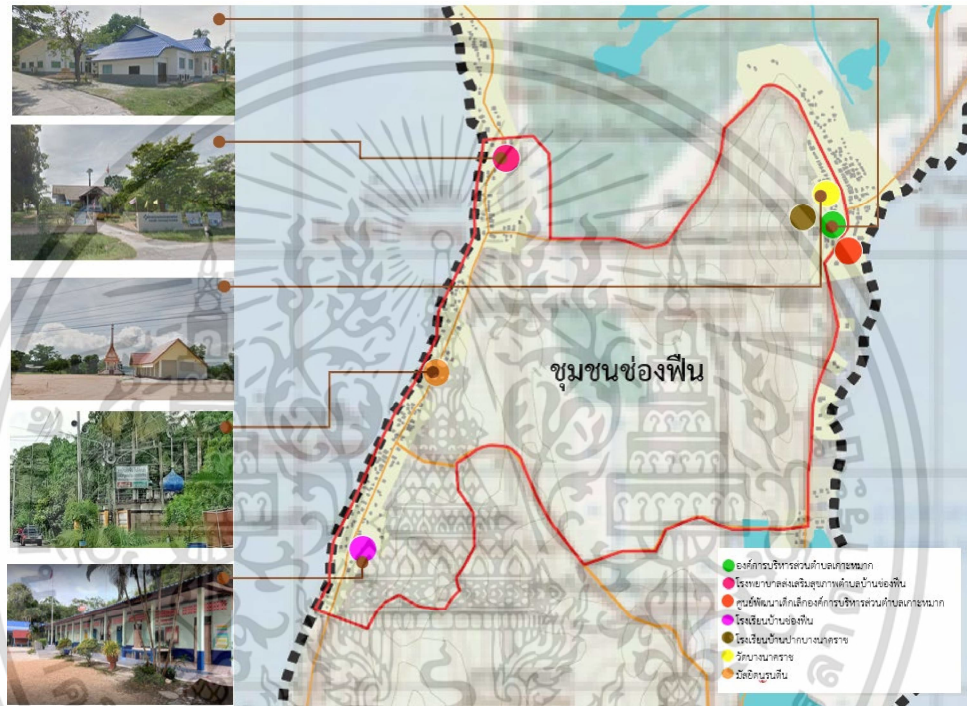 ชุมชนช่องฟืน
องค์การบริหารส่วนตำบลเกาะหมาก
โรงพยาบาลส่งเสริมสุขภาพตำบลบ้านช่องฟืน
ศูนย์พัฒนาเด็กเล็กองค์การบริหารส่วนตำบลเกาะหมาก
โรงเรียนบ้านช่องฟืน
โรงเรียนบ้านปากบางนาคราช
วัดบางนาคราช
มัสยิดนูรนดีน